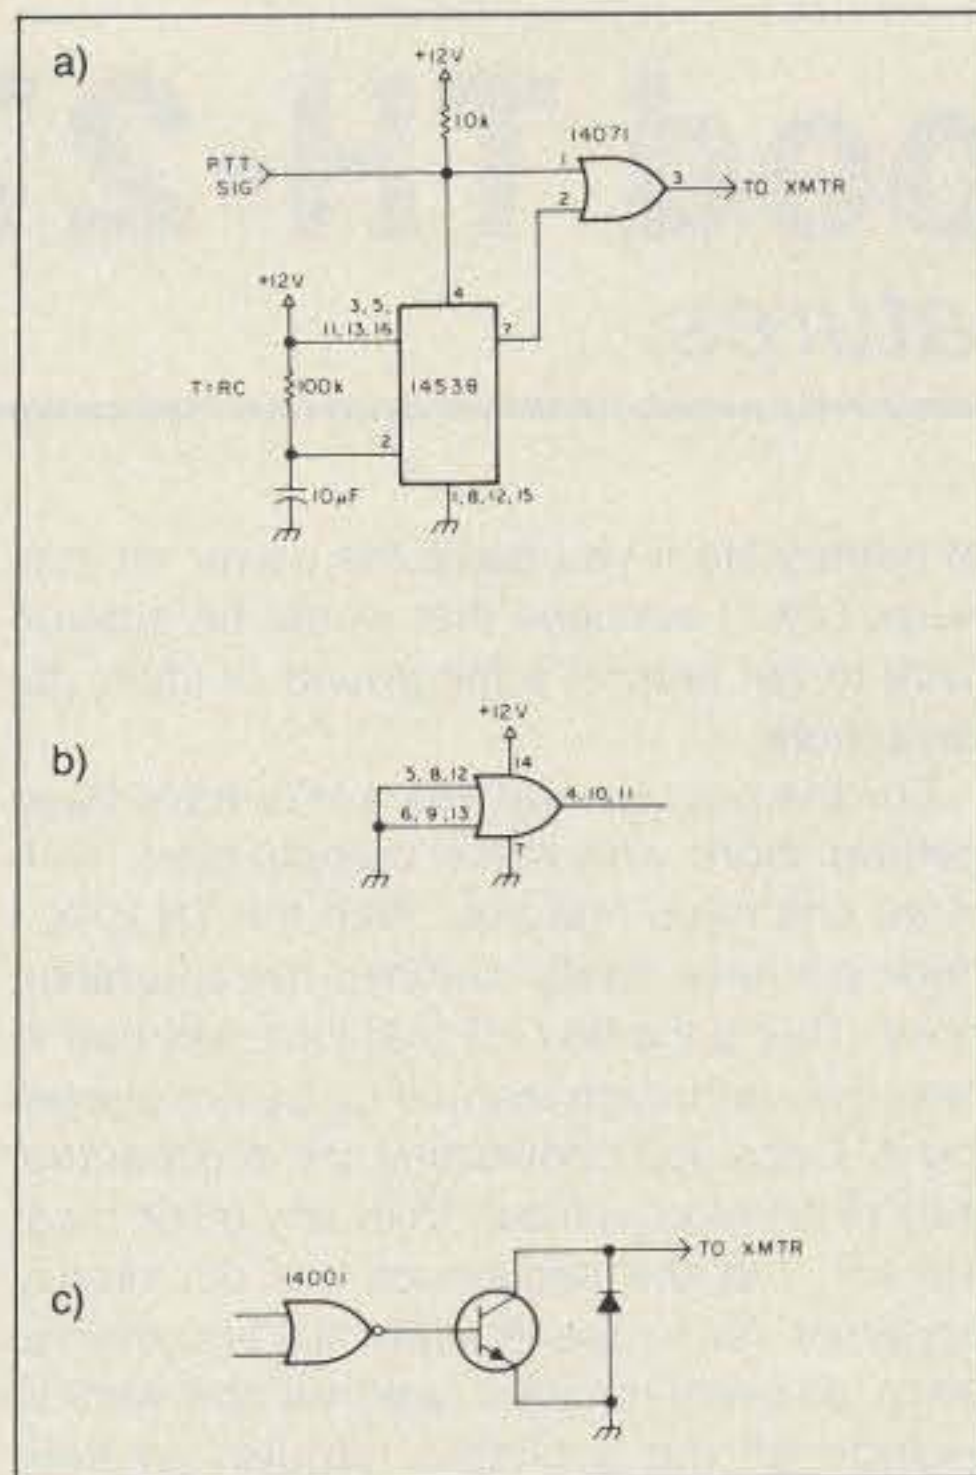 a)
+12V
10k
14071
PTT
SIG
1
2
3
TO XMTR
+12V
4
3, 5,
11, 13, 16
7
T=RC
100k
14538
2
10µF
1, 8, 12, 15
b)
+12V
14
5, 8, 12
4, 10, 11
6, 9, 13
7
c)
14001
TO XMTR